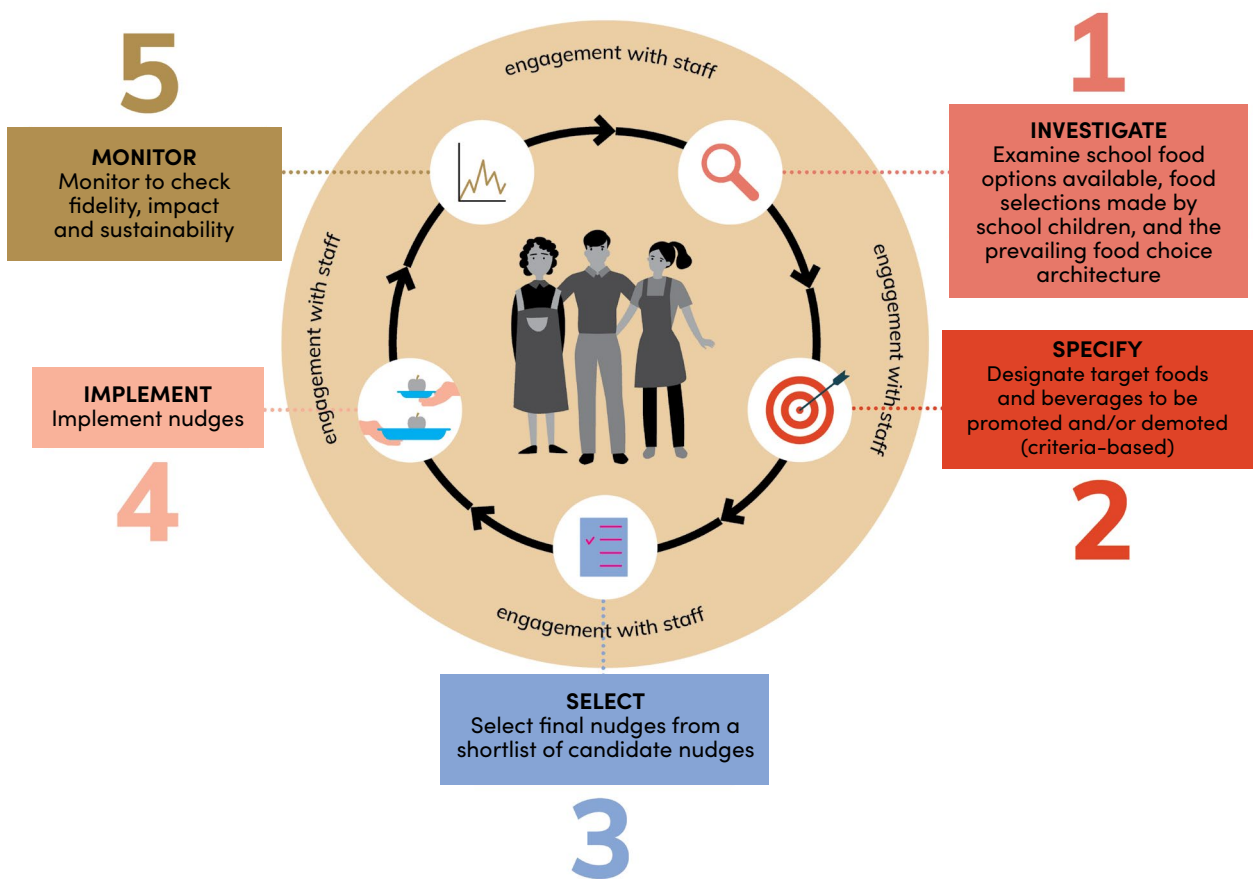 1
INVESTIGATE
Examine school food
options available, food
selections made by
school children, and the
prevailing food choice
architecture
SPECIFY
Designate target foods
and beverages to be
promoted and/or demoted
(criteria-based)
2
SELECT
Select final nudges from a
shortlist of candidate nudges
3
IMPLEMENT
Implement nudges
4
5
MONITOR
Monitor to check
fidelity, impact
and sustainability
engagement with staff
engagement with staff
engagement with staff
engagement with staff